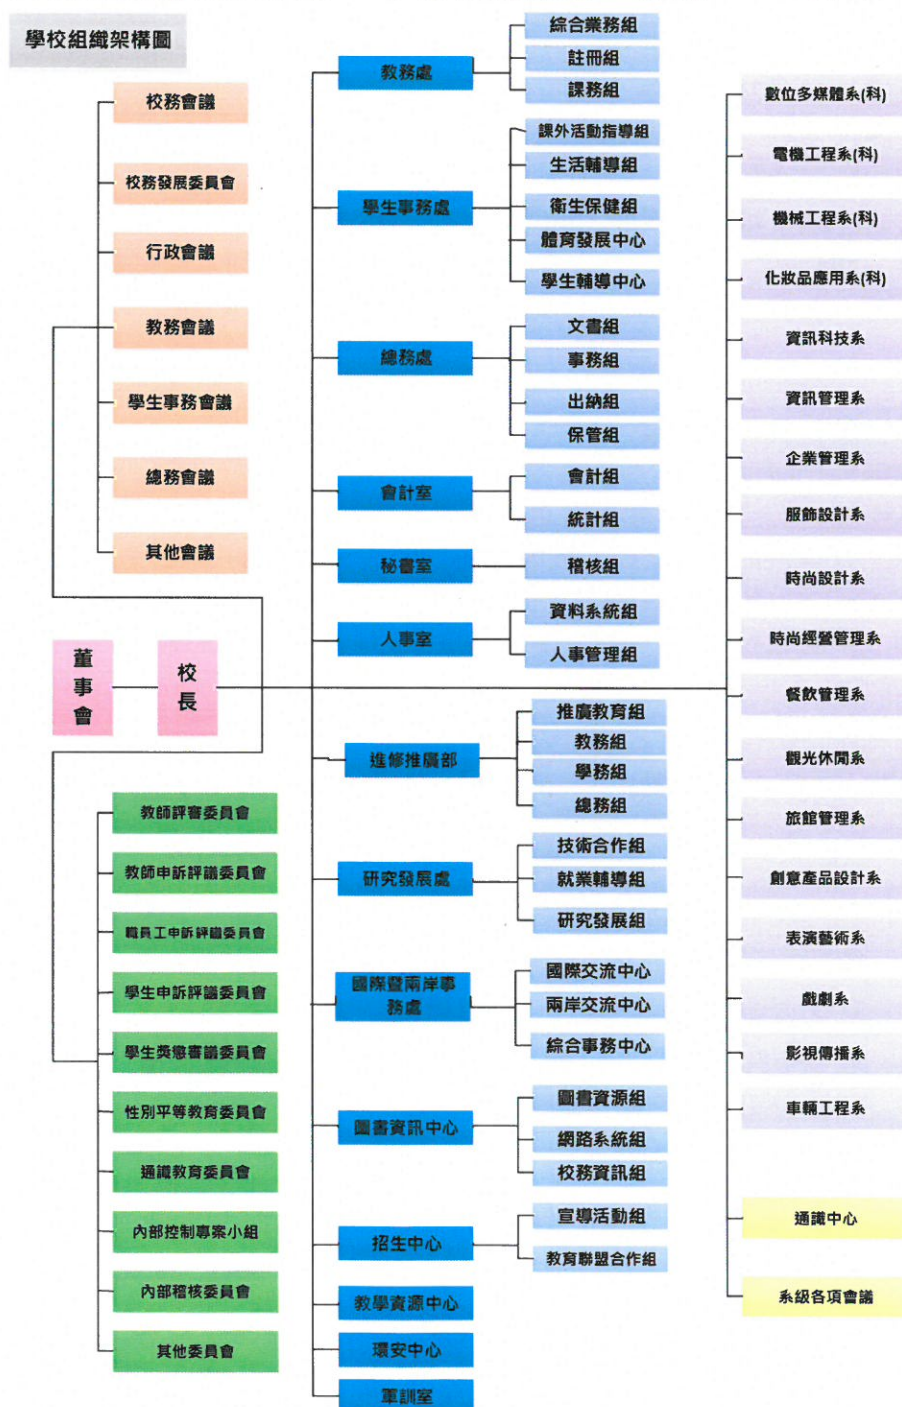 學校組織架構圖
校務會議
校務發展委員會
行政會議
教務會議
學生事務會議
總務會議
其他會議
董事會
校長
教師評審委員會
教師申訴評議委員會
職員工申訴評議委員會
學生申訴評議委員會
學生獎懲審議委員會
性別平等教育委員會
通識教育委員會
內部控制專案小組
內部稽核委員會
其他委員會
教務處
綜合業務組
註冊組
課務組
學生事務處
課外活動指導組
生活輔導組
衛生保健組
體育發展中心
學生輔導中心
總務處
文書組
事務組
出納組
保管組
會計室
會計組
統計組
秘書室
稽核組
人事室
資料系統組
人事管理組
進修推廣部
推廣教育組
教務組
學務組
總務組
研究發展處
技術合作組
就業輔導組
研究發展組
國際暨兩岸事
務處
國際交流中心
兩岸交流中心
綜合事務中心
圖書資訊中心
圖書資源組
網路系統組
校務資訊組
招生中心
宣導活動組
教育聯盟合作組
教學資源中心
環安中心
軍訓室
數位多媒體系(科)
電機工程系(科)
機械工程系(科)
化妝品應用系(科)
資訊科技系
資訊管理系
企業管理系
服飾設計系
時尚設計系
時尚經營管理系
餐飲管理系
觀光休閒系
旅館管理系
創意產品設計系
表演藝術系
戲劇系
影視傳播系
車輛工程系
通識中心
系級各項會議